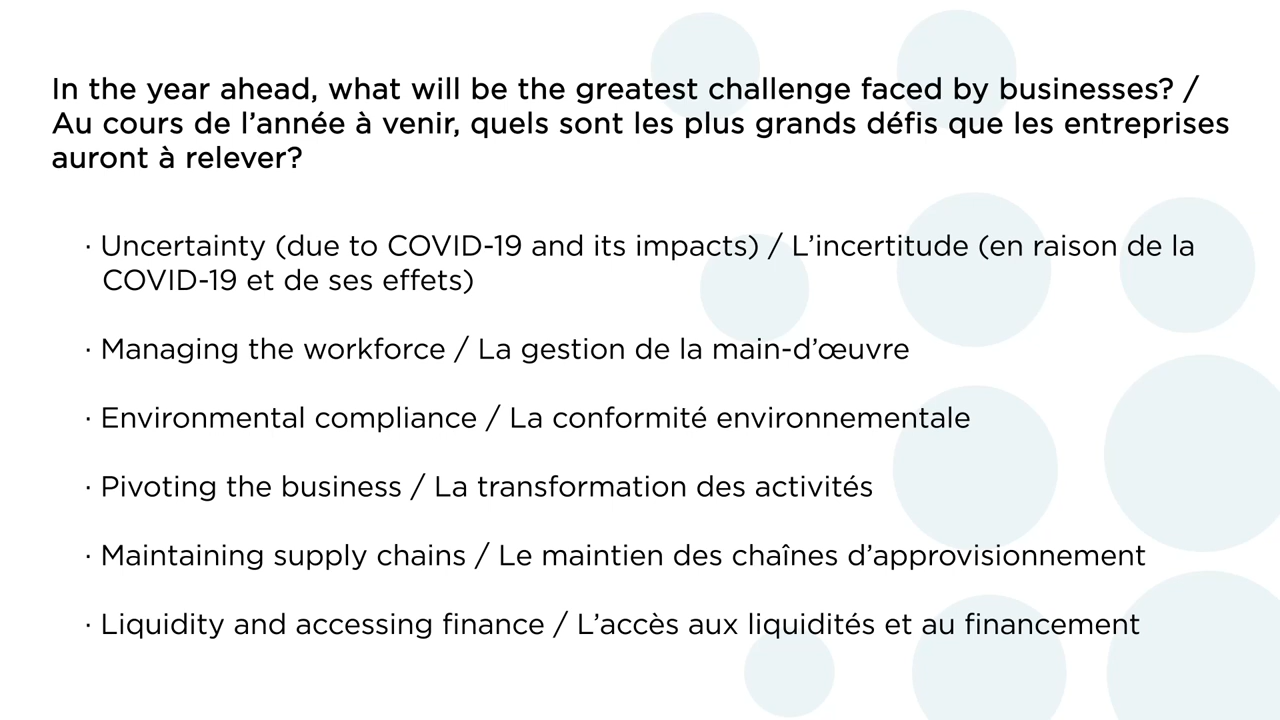 In the year ahead, what will be the greatest challenge faced by businesses? /
Au cours de l’année à venir, quels sont les plus grands défis que les entreprises
auront à relever?
· Uncertainty (due to COVID-19 and its impacts) / L’incertitude (en raison de la
COVID-19 et de ses effets)
· Managing the workforce / La gestion de la main-d’œuvre
· Environmental compliance / La conformité environnementale
· Pivoting the business / La transformation des activités
· Maintaining supply chains / Le maintien des chaînes d’approvisionnement
· Liquidity and accessing finance / L’accès aux liquidités et au financement